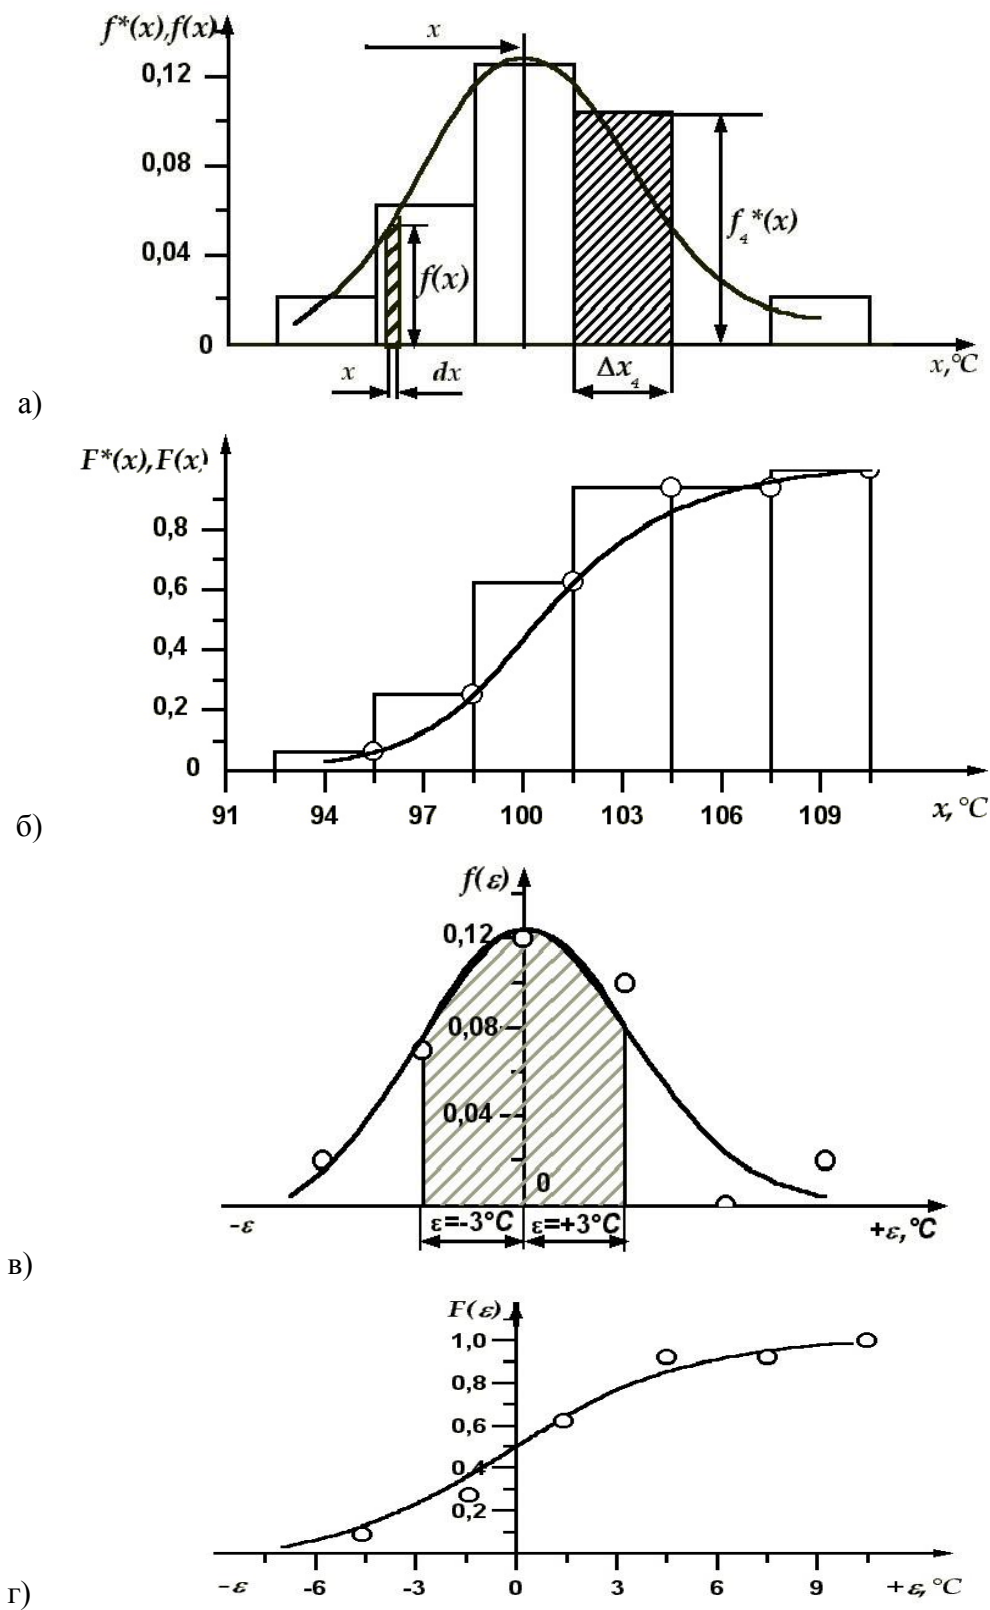 f*(x), f(x)
x
0,12
0,08
0,04
0
f(x)
f₄*(x)
x
dx
Δx₄
x,°C
а)
F*(x), F(x)
0,8
0,6
0,4
0,2
0
91 94 97 100 103 106 109 x,°C
б)
f(ε)
0,12
0,08
0,04
0
-ε ε=-3°C ε=+3°C +ε,°C
в)
F(ε)
1,0
0,8
0,6
0,4
0,2
-ε -6 -3 0 3 6 9 +ε,°C
г)